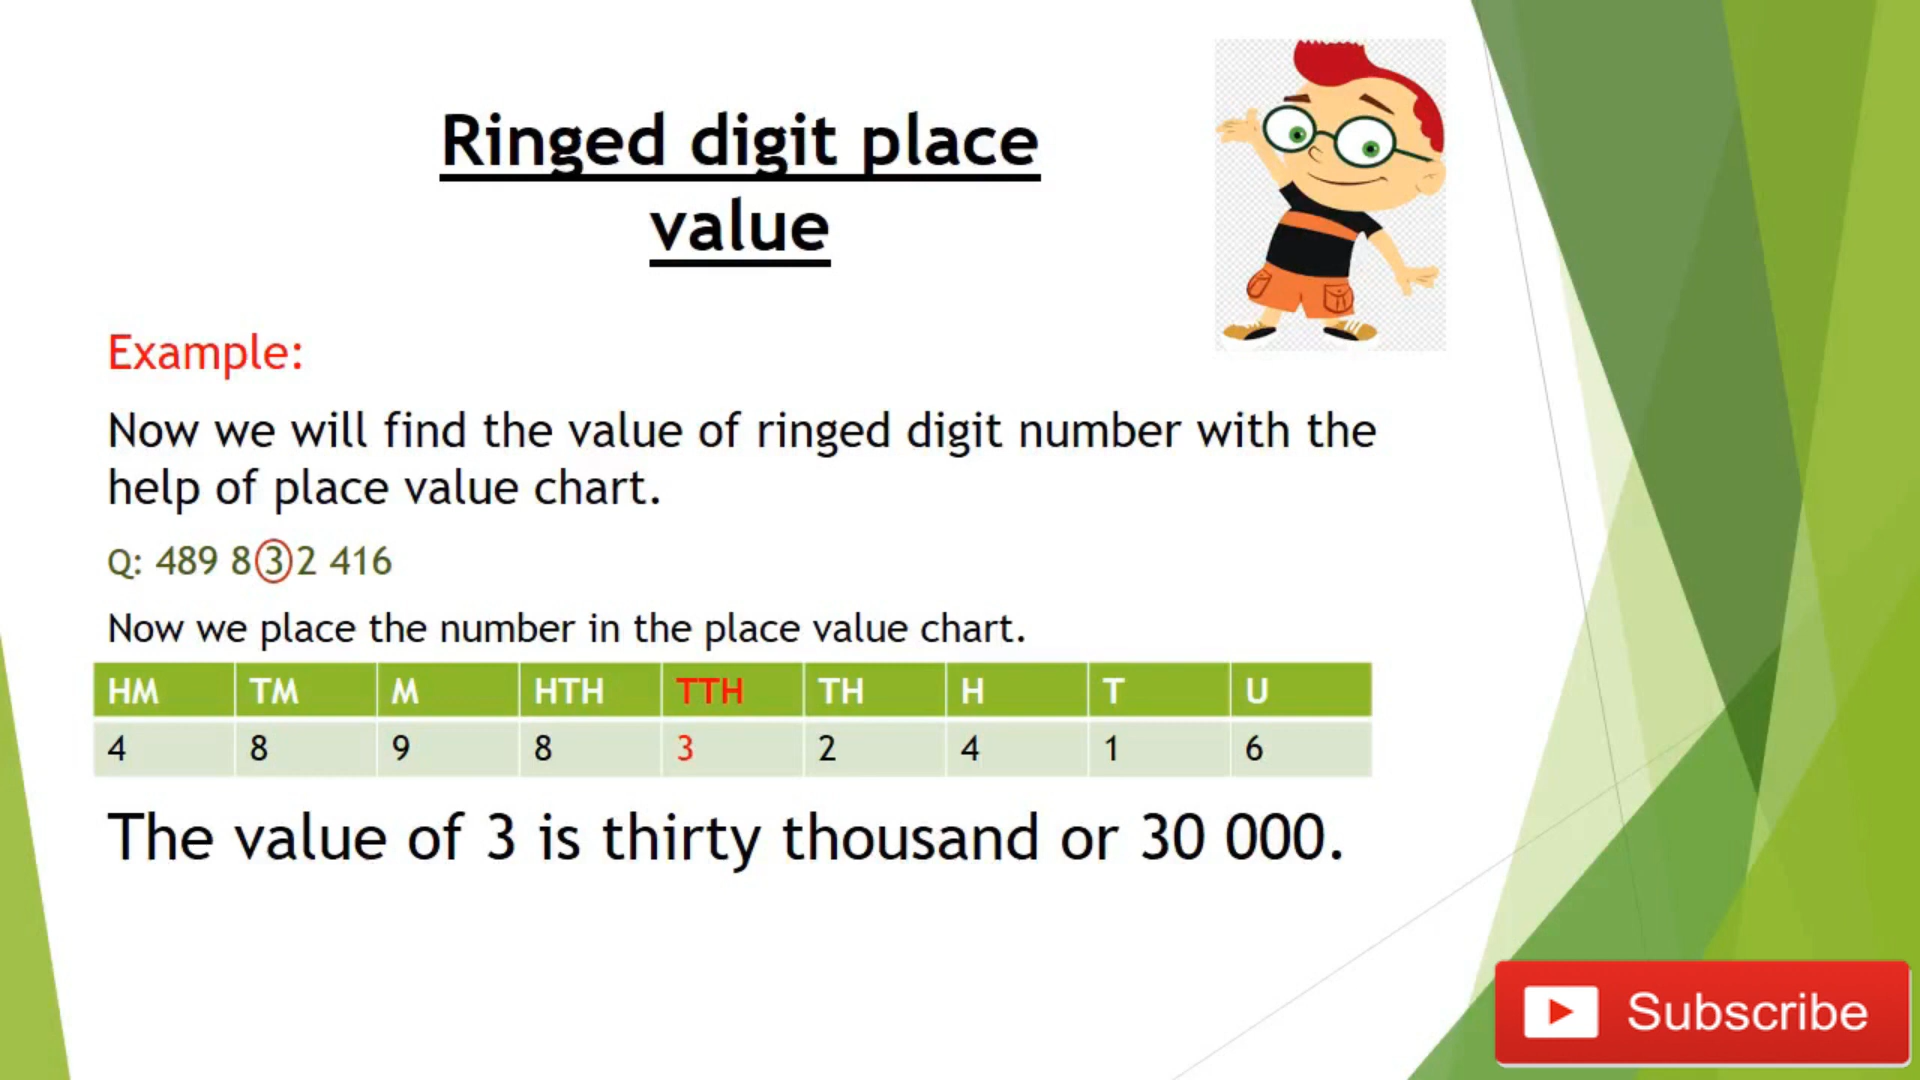 Ringed digit place
value
Example:
Now we will find the value of ringed digit number with the
help of place value chart.
Q: 489 832 416
Now we place the number in the place value chart.
HM TM M HTH TTH TH H T U
4 8 9 8 3 2 4 1 6
The value of 3 is thirty thousand or 30 000.
Subscribe